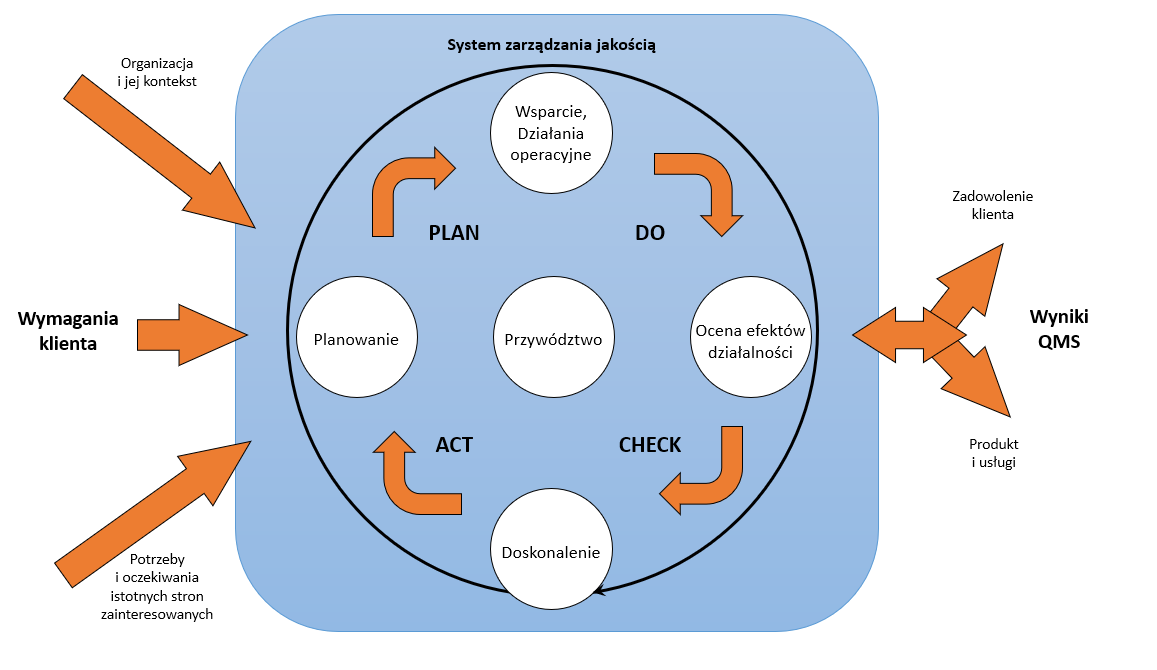 System zarządzania jakością
Organizacja
i jej kontekst
Wsparcie,
Działania
operacyjne
PLAN
DO
Zadowolenie
klienta
Wymagania
klienta
Planowanie
Przywództwo
Ocena efektów
działalności
Wyniki
QMS
ACT
CHECK
Produkt
i usługi
Doskonalenie
Potrzeby
i oczekiwania
istotnych stron
zainteresowanych